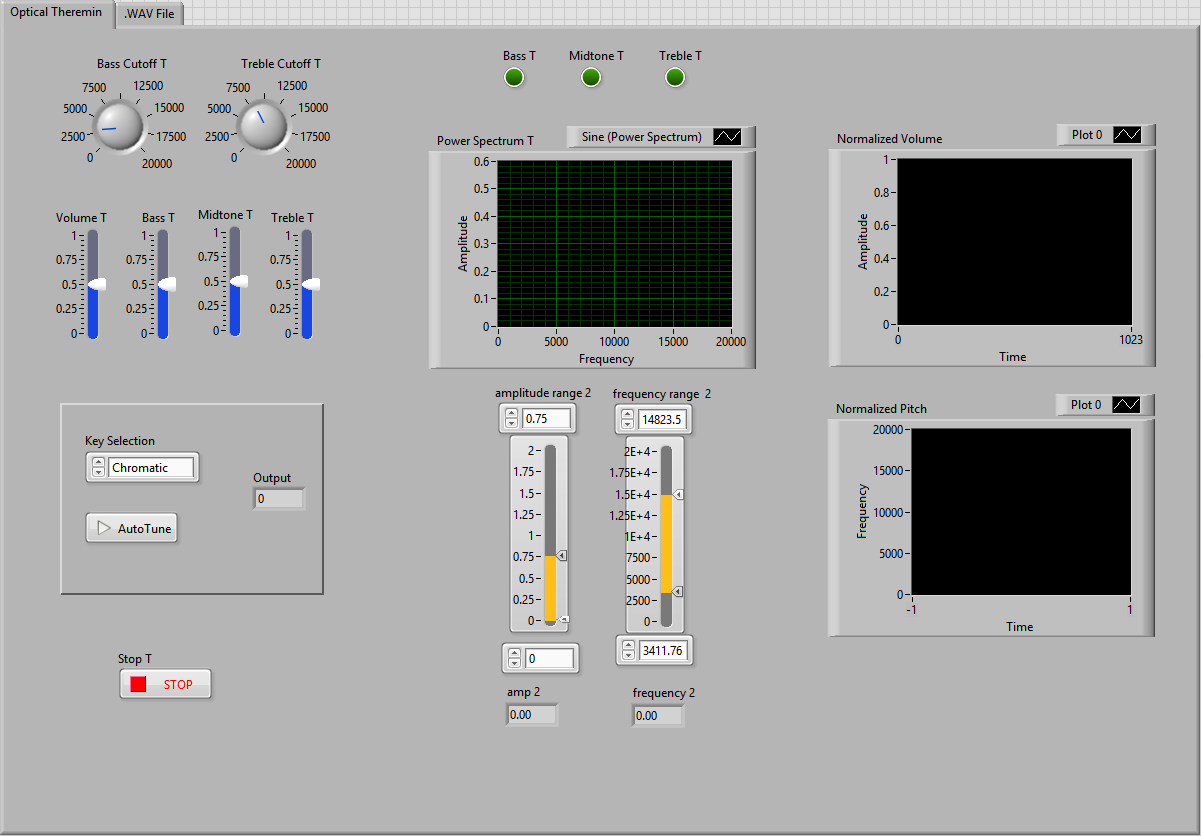 Optical Theremin
.WAV File
Bass Cutoff T
7500 12500
5000 15000
2500 17500
0 20000
Treble Cutoff T
7500 12500
5000 15000
2500 17500
0 20000
Volume T
1
0.75
0.5
0.25
0
Bass T
1
0.75
0.5
0.25
0
Midtone T
1
0.75
0.5
0.25
0
Treble T
1
0.75
0.5
0.25
0
Key Selection
Chromatic
AutoTune
Output
0
Stop T
STOP
Bass T
Midtone T
Treble T
Power Spectrum T
Sine (Power Spectrum)
0.6
0.5
0.4
0.3
0.2
0.1
0
Amplitude
0 5000 10000 15000 20000
Frequency
amplitude range 2
0.75
2
1.75
1.5
1.25
1
0.75
0.5
0.25
0
0
amp 2
0.00
frequency range 2
14823.5
2E+4
1.75E+4
1.5E+4
1.25E+4
1E+4
7500
5000
2500
0
3411.76
frequency 2
0.00
Normalized Volume
Plot 0
1
0.8
0.6
0.4
0.2
0
Amplitude
0 1023
Time
Normalized Pitch
Plot 0
20000
15000
10000
5000
0
Frequency
-1 1
Time